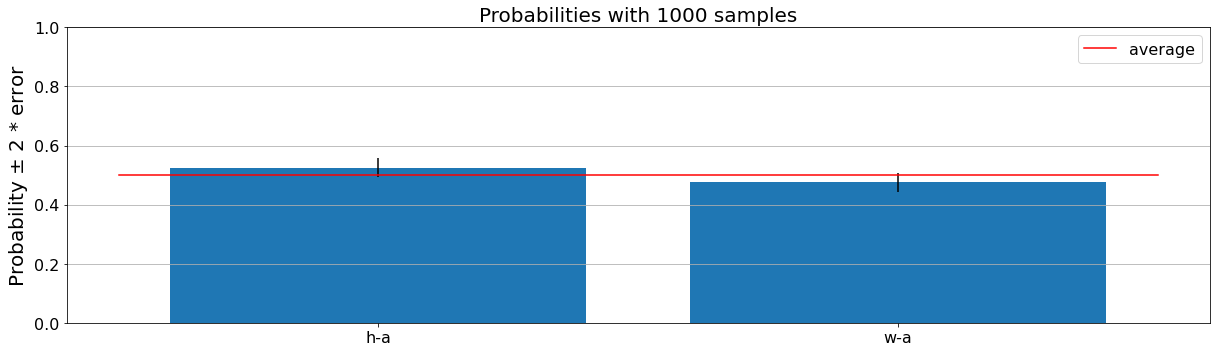 Probabilities with 1000 samples
average
Probability ± 2 * error
1.0
0.8
0.6
0.4
0.2
0.0
h-a
w-a